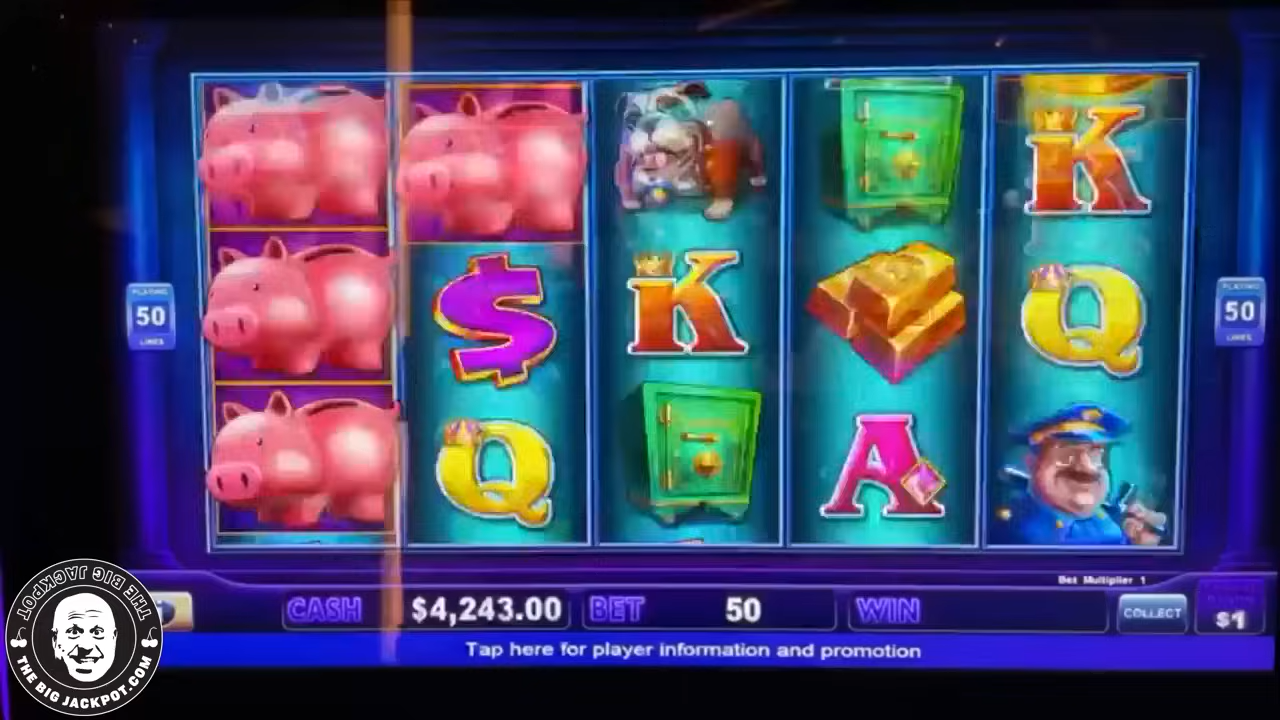 K
$
K
Q
Q
A
PLAYING
50
LINES
PLAYING
50
LINES
Bet Multiplier 1
CASH $4,243.00 BET 50 WIN COLLECT $1
Tap here for player information and promotion
THE BIG JACKPOT
THE BIG JACKPOT.COM